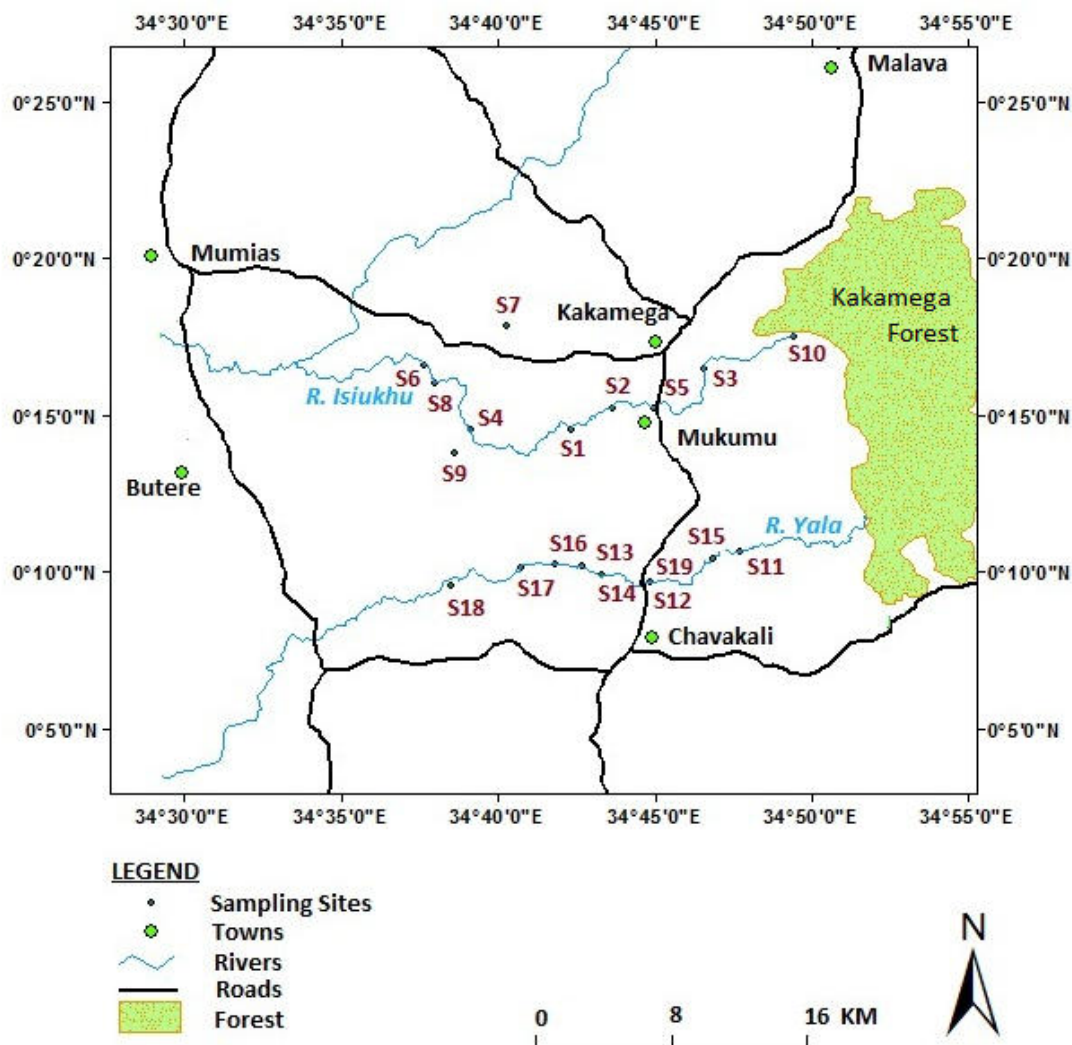 34°30'0"E 34°35'0"E 34°40'0"E 34°45'0"E 34°50'0"E 34°55'0"E
Malava
0°25'0"N 0°25'0"N
Mumias
0°20'0"N 0°20'0"N
Kakamega
Forest
S7
Kakamega
S10
S6
S2 S5 S3
R. Isiukhu
S8 S4
0°15'0"N 0°15'0"N
S1 Mukumu
S9
Butere
R. Yala
S16 S13 S15
S19 S11
0°10'0"N 0°10'0"N
S18 S17 S14 S12
Chavakali
0°5'0"N 0°5'0"N
34°30'0"E 34°35'0"E 34°40'0"E 34°45'0"E 34°50'0"E 34°55'0"E
LEGEND
Sampling Sites
Towns
Rivers
Roads
Forest
0 8 16 KM
N